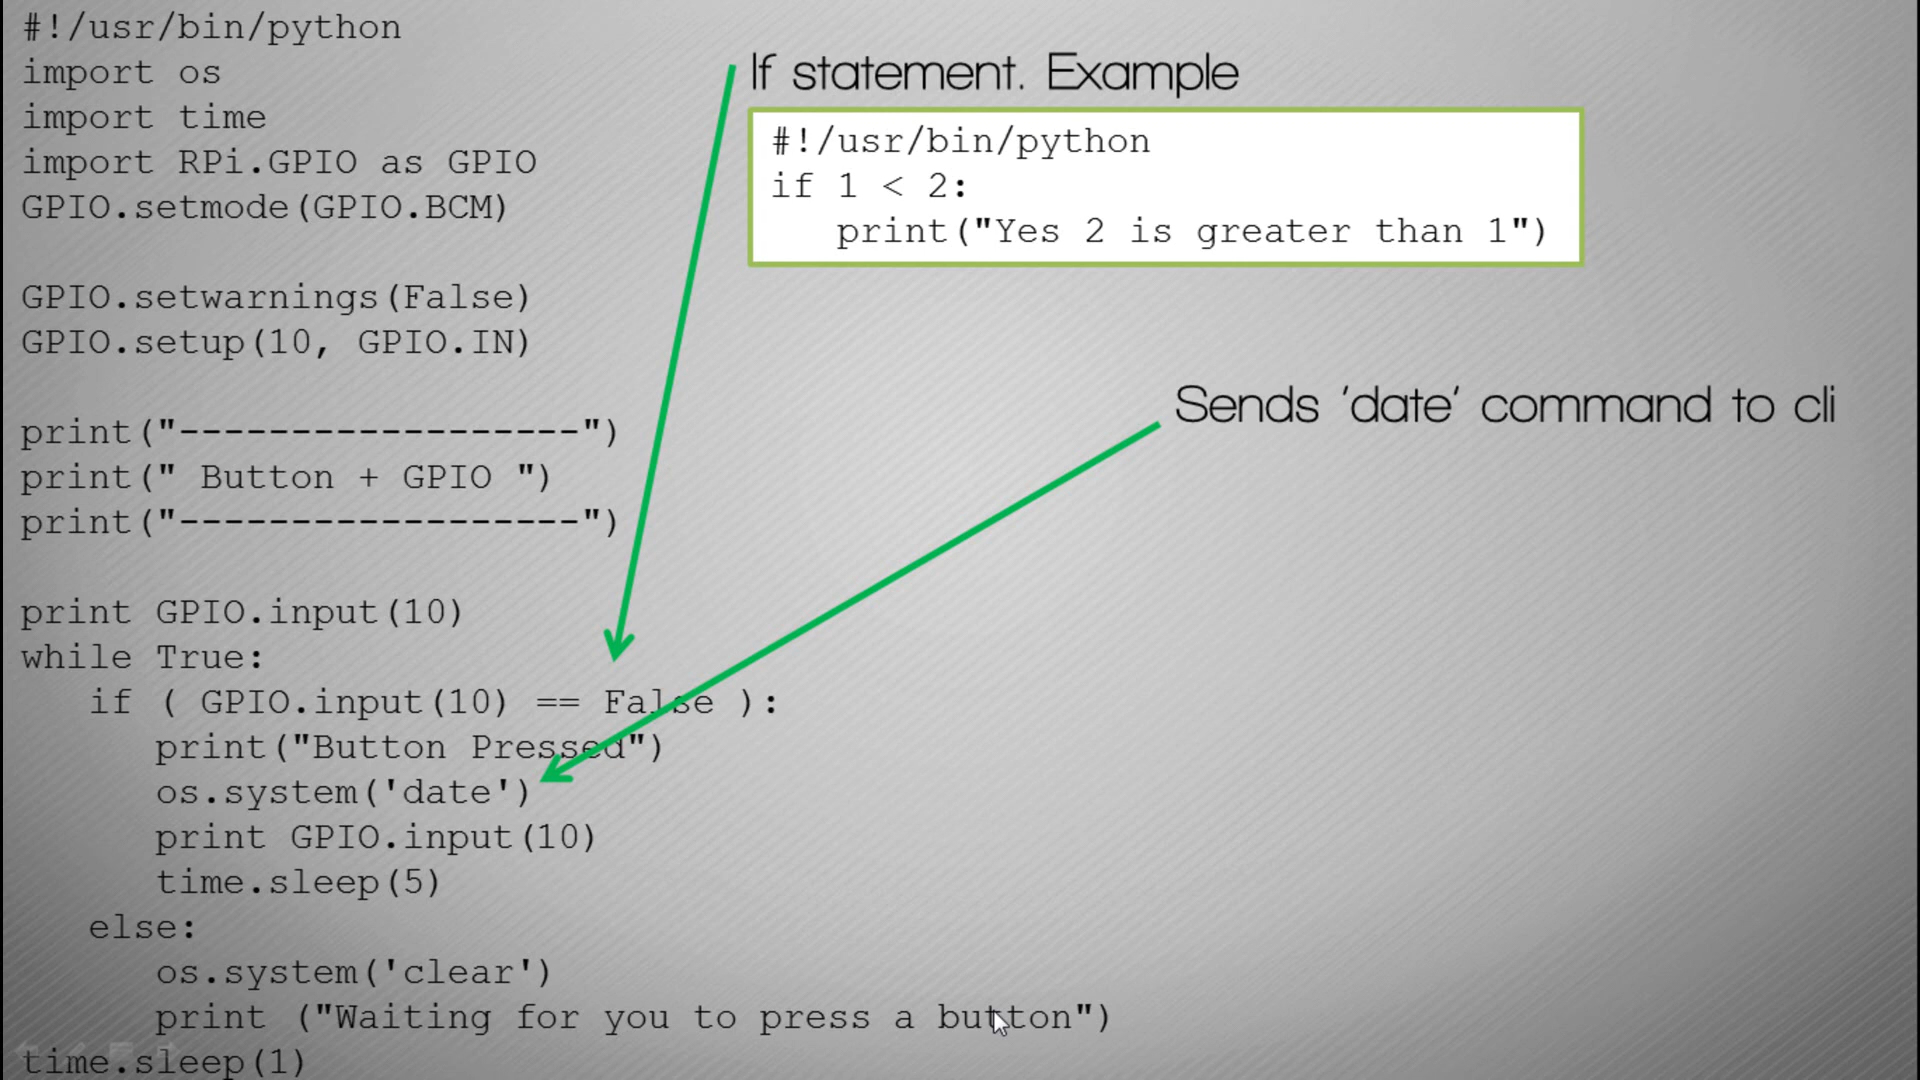 #!/usr/bin/python
import os
import time
import RPi.GPIO as GPIO
GPIO.setmode(GPIO.BCM)
GPIO.setwarnings(False)
GPIO.setup(10, GPIO.IN)
print("------------------")
print(" Button + GPIO ")
print("------------------")
print GPIO.input(10)
while True:
   if ( GPIO.input(10) == False ):
      print("Button Pressed")
      os.system('date')
      print GPIO.input(10)
      time.sleep(5)
   else:
      os.system('clear')
      print ("Waiting for you to press a button")
time.sleep(1)
If statement. Example
#!/usr/bin/python
if 1 < 2:
   print("Yes 2 is greater than 1")
Sends 'date' command to cli